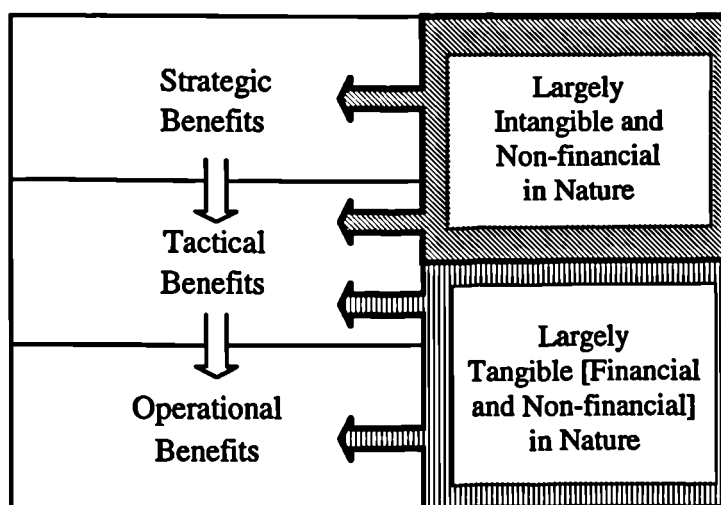 Strategic
Benefits
Tactical
Benefits
Operational
Benefits
Largely
Intangible and
Non-financial
in Nature
Largely
Tangible [Financial
and Non-financial]
in Nature